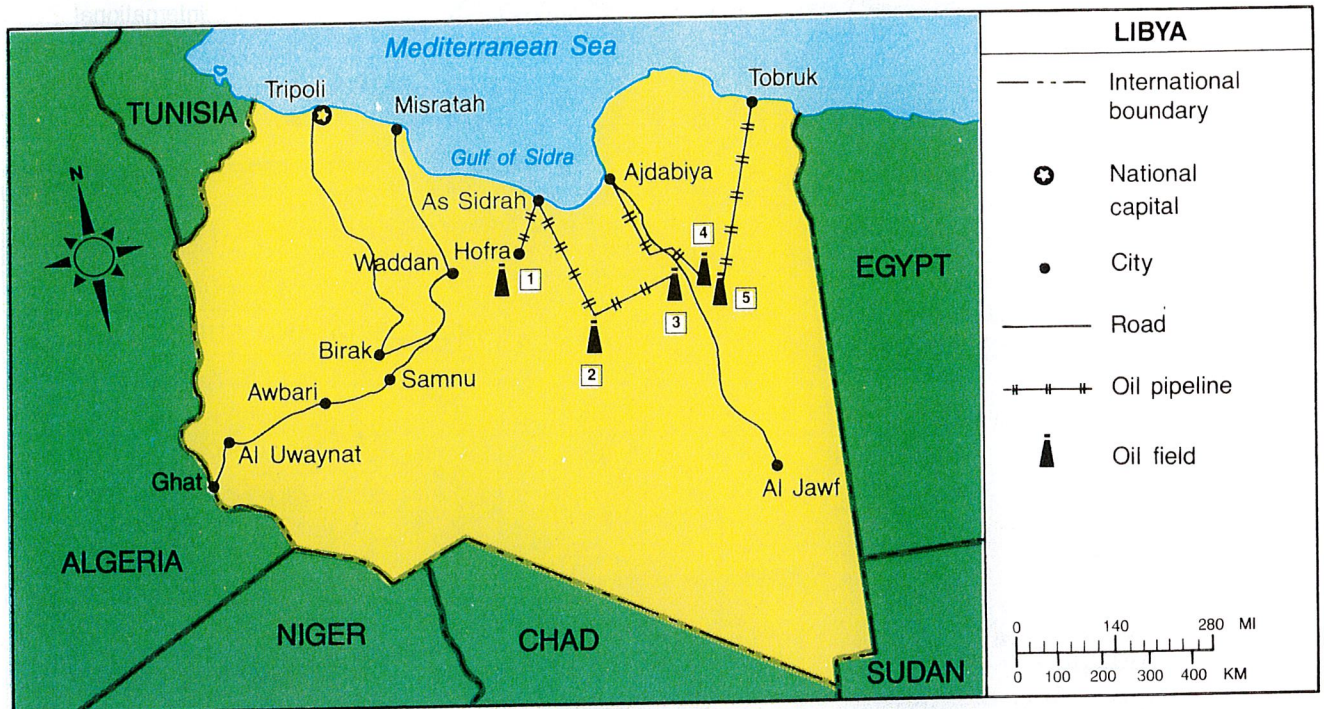 international
Mediterranean Sea
Tripoli
Misratah
Tobruk
TUNISIA
Gulf of Sidra
Ajdabiya
As Sidrah
N
Hofra
Waddan
1
4
5
3
2
EGYPT
Birak
Samnu
Awbari
Al Uwaynat
Ghat
Al Jawf
ALGERIA
NIGER
CHAD
SUDAN
LIBYA
International
boundary
National
capital
City
Road
Oil pipeline
Oil field
0 140 280 MI
0 100 200 300 400 KM